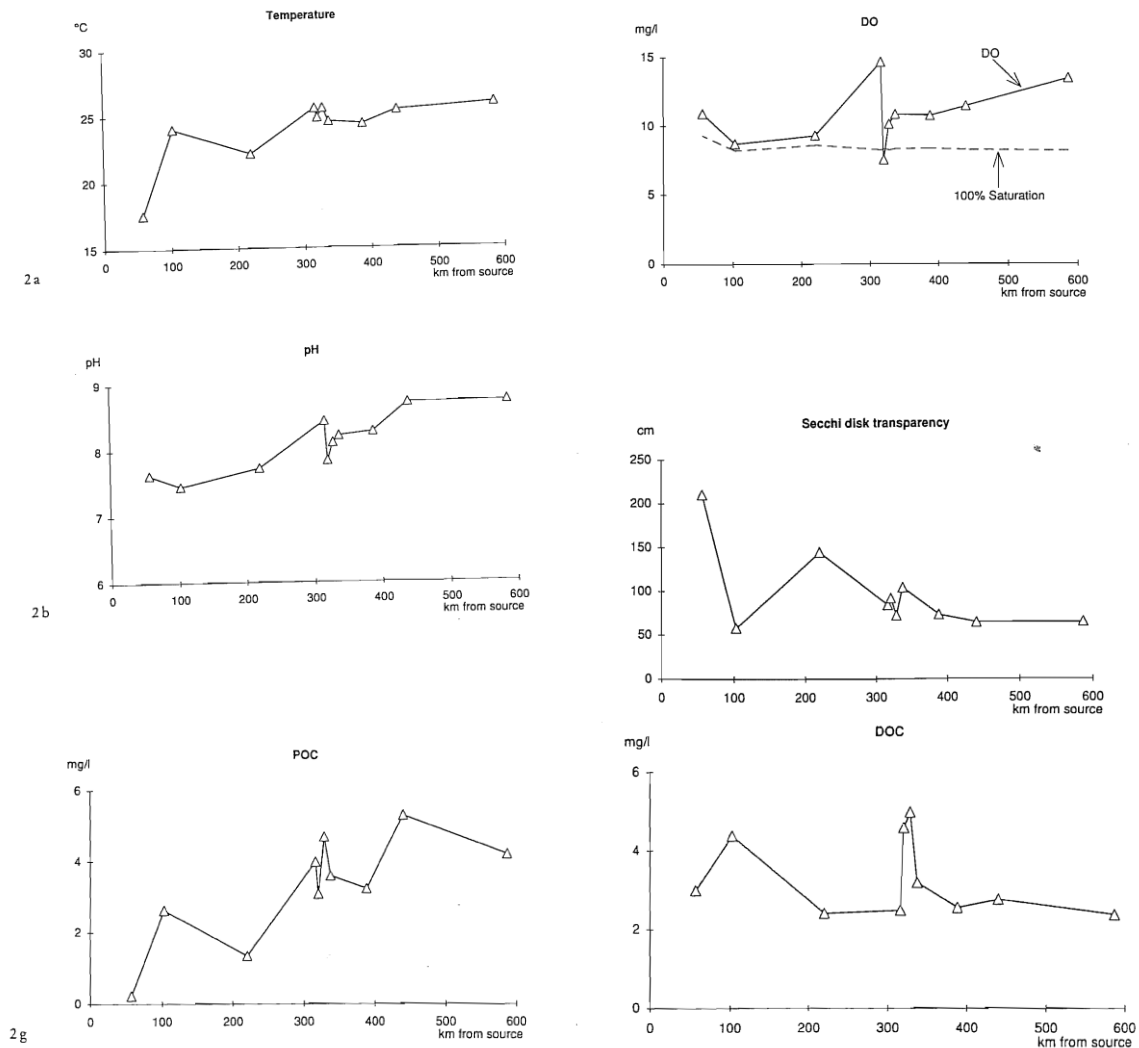 Temperature
°C
30
25
20
15
0 100 200 300 400 500 600
km from source
2a
DO
mg/l
15
DO
10
5
100% Saturation
0
0 100 200 300 400 500 600
km from source
pH
pH
9
8
7
6
0 100 200 300 400 500 600
km from source
2b
Secchi disk transparency
cm
250
200
150
100
50
0
0 100 200 300 400 500 600
km from source
POC
mg/l
6
4
2
0
0 100 200 300 400 500 600
km from source
2g
DOC
mg/l
6
4
2
0
0 100 200 300 400 500 600
km from source